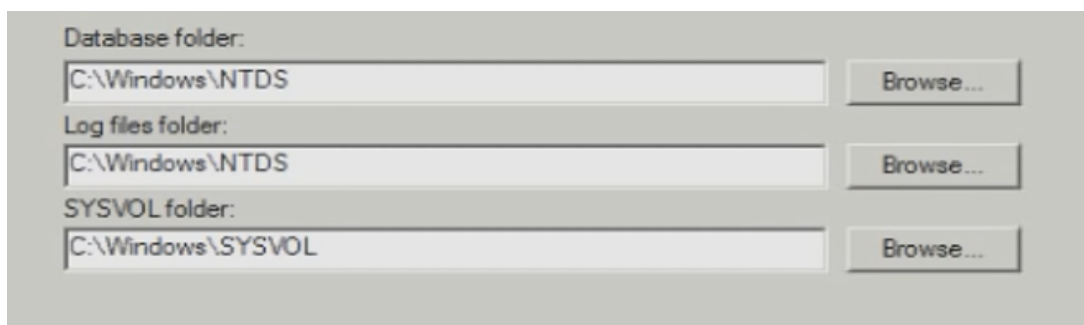 Database folder:
C:\Windows\NTDS
Browse...
Log files folder:
C:\Windows\NTDS
Browse...
SYSVOL folder:
C:\Windows\SYSVOL
Browse...